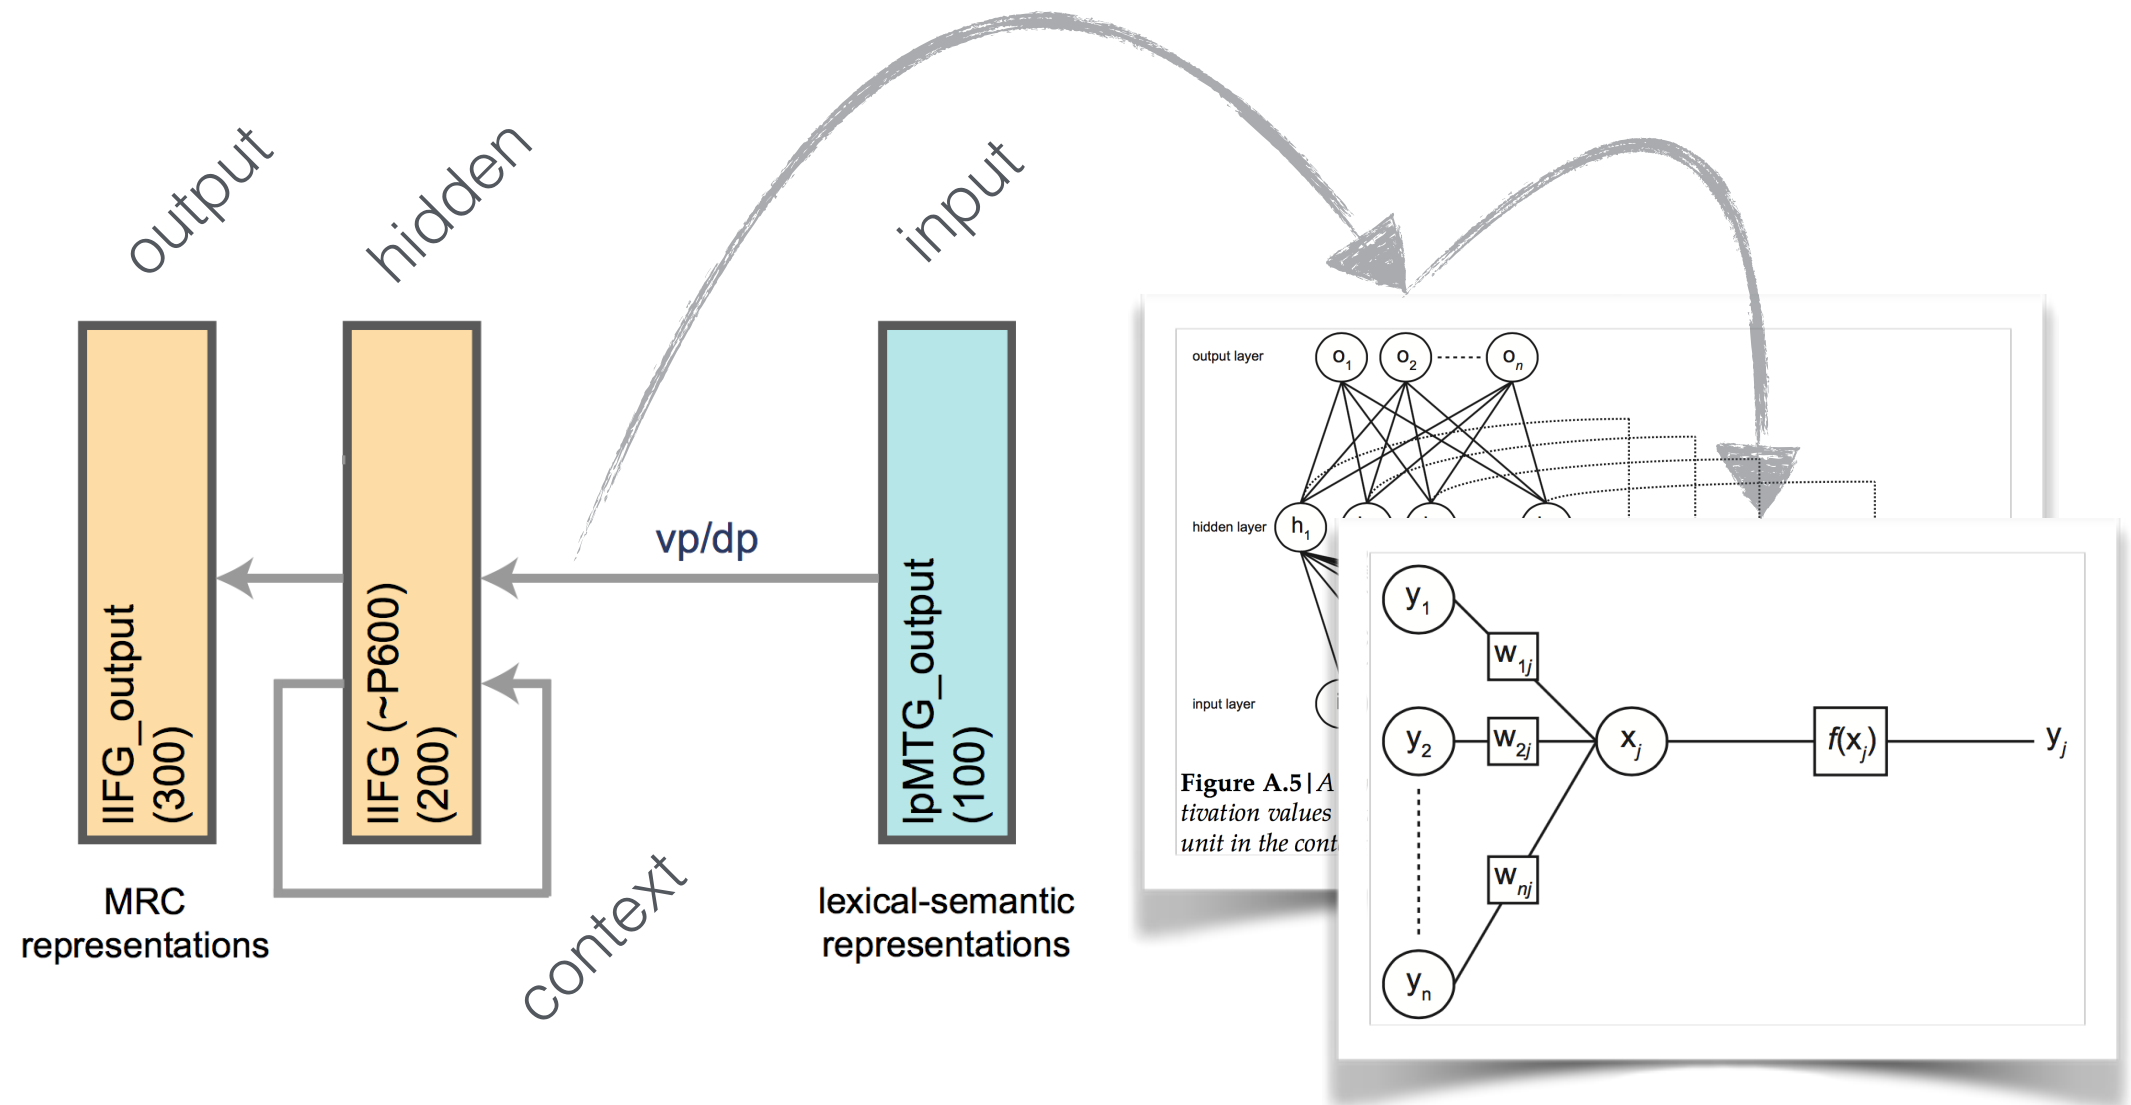 output
hidden
input
vp/dp
lIFG_output
(300)
lIFG (~P600)
(200)
lpMTG_output
(100)
MRC
representations
context
lexical-semantic
representations
output layer
o1 o2 on
hidden layer
h1
input layer
Figure A.5| A
tivation values
unit in the cont
y1
w1j
y2
w2j
xj
f(xj)
yj
wnj
yn